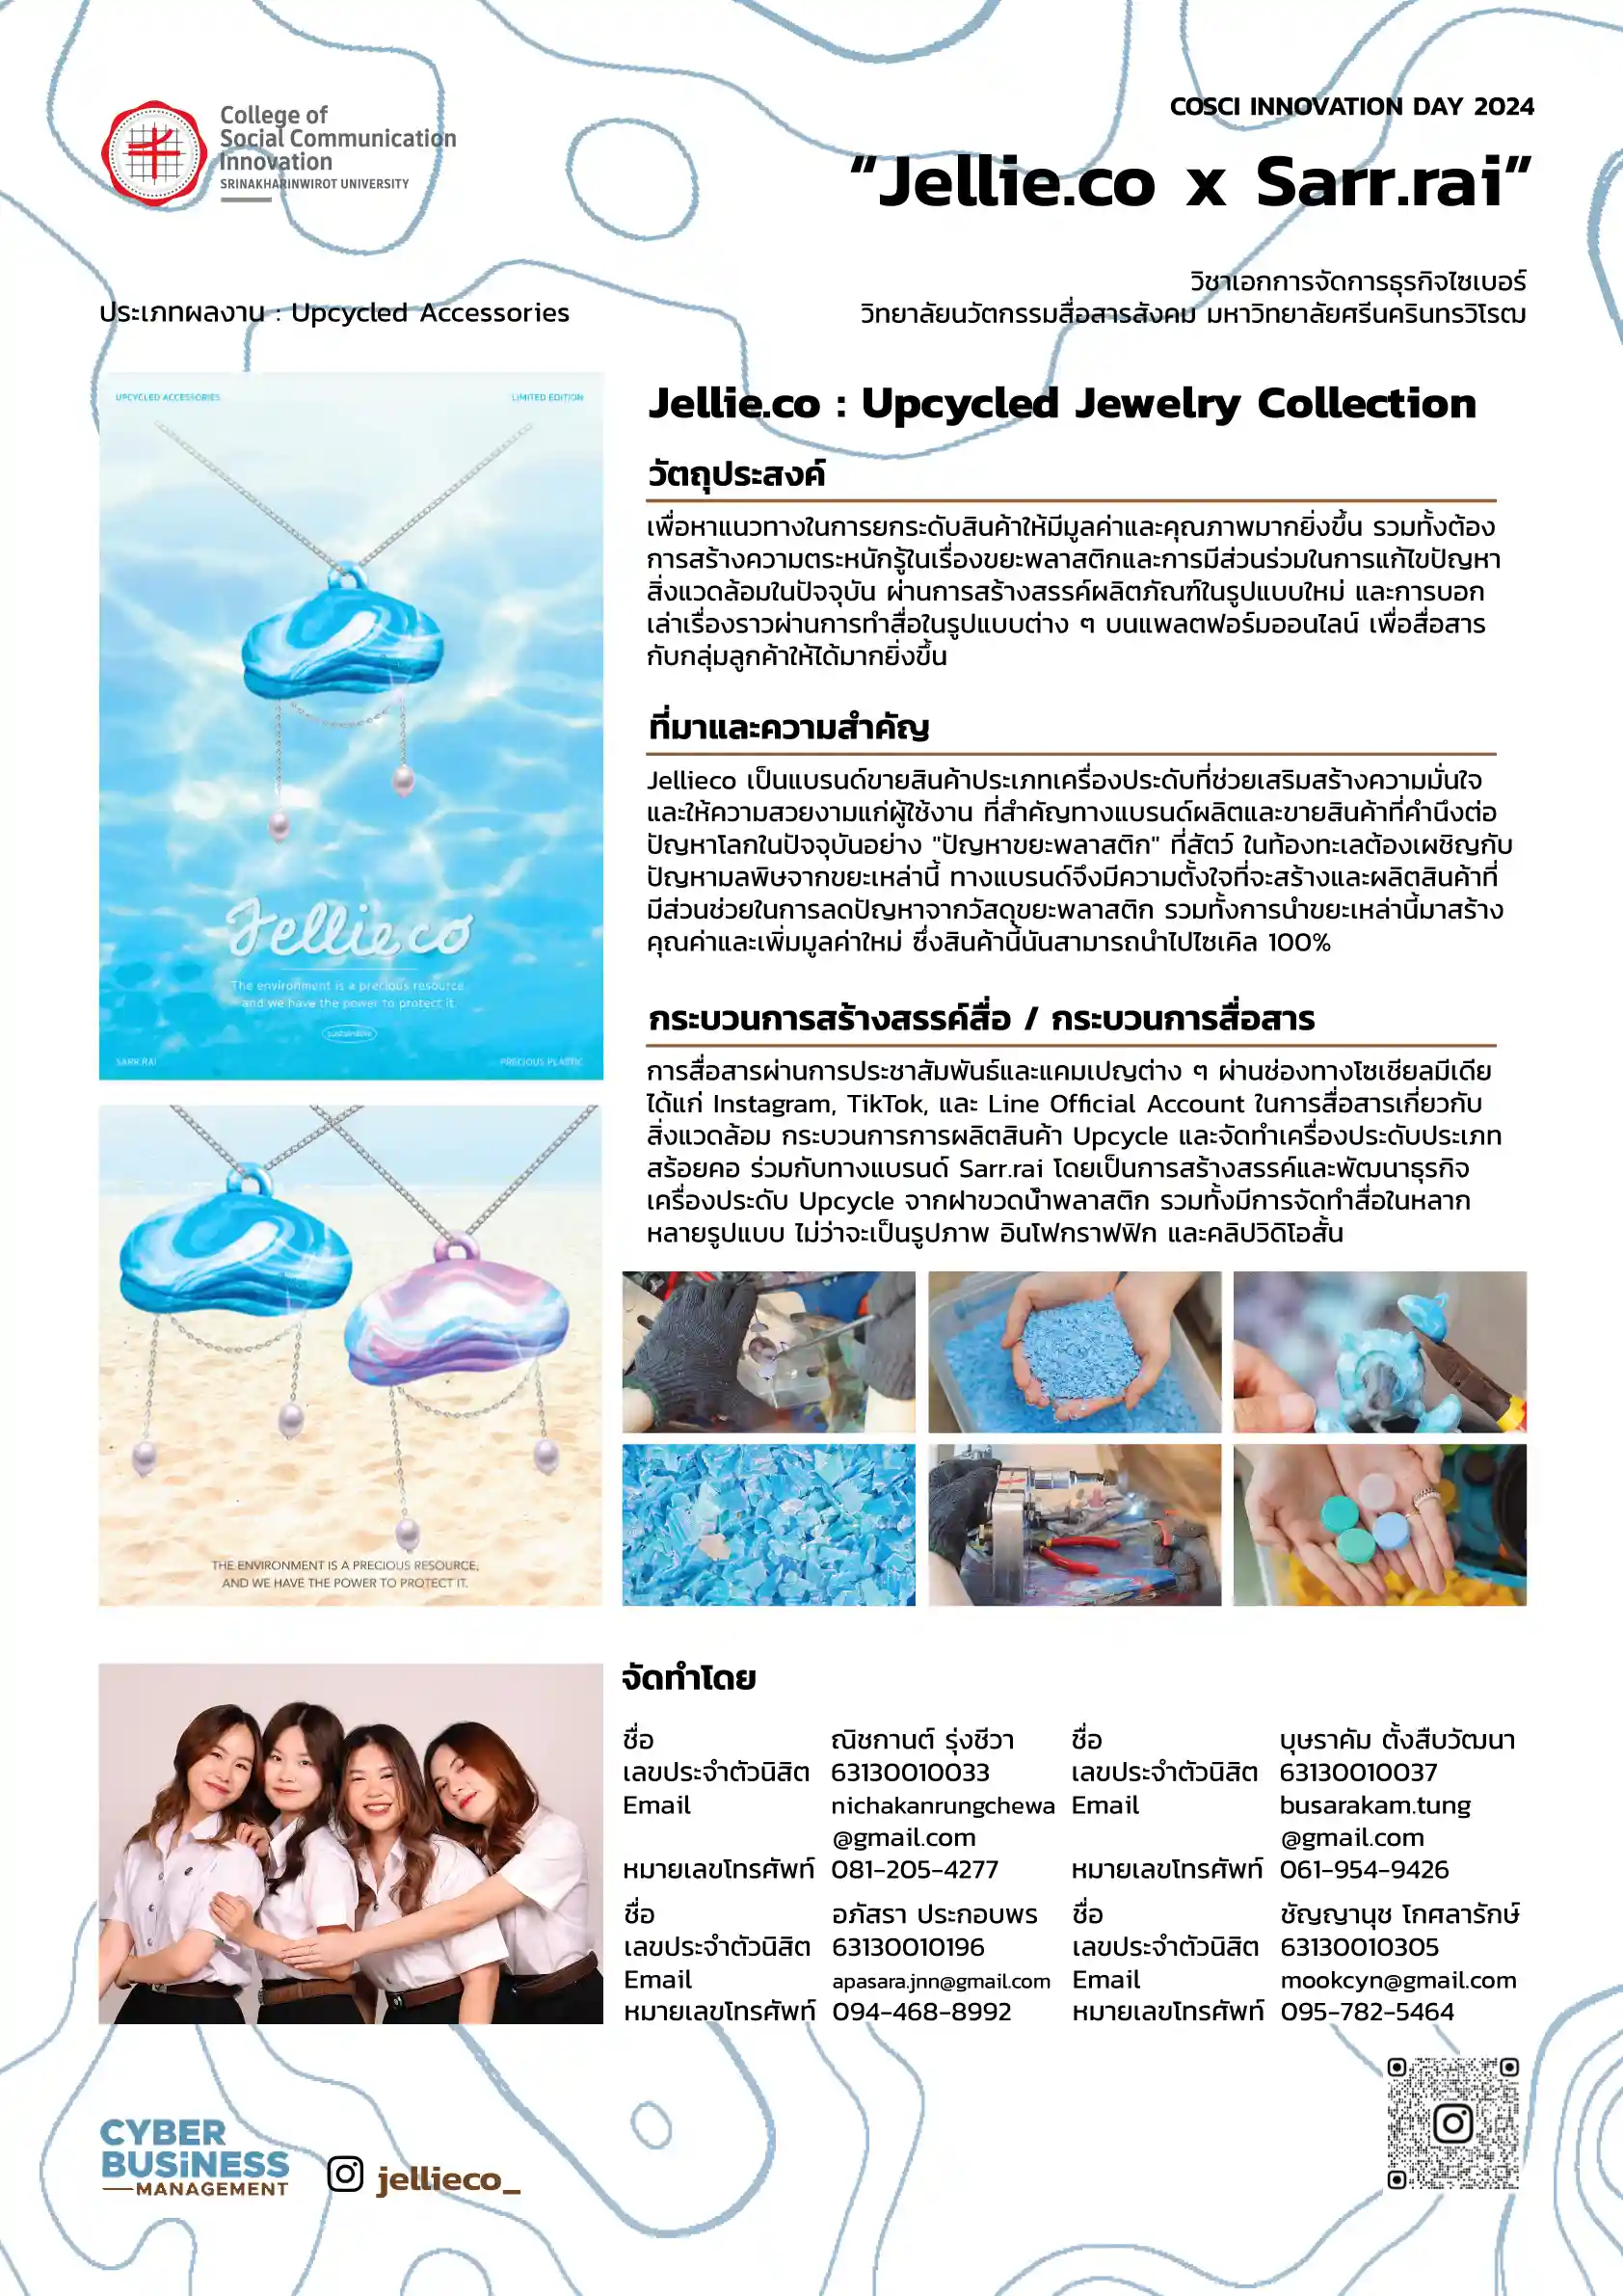 College of
Social Communication
Innovation
SRINAKHARINWIROT UNIVERSITY
COSCI INNOVATION DAY 2024
“Jellie.co x Sarr.rai”
วิชาเอกการจัดการธุรกิจไซเบอร์
วิทยาลัยนวัตกรรมสื่อสารสังคม มหาวิทยาลัยศรีนครินทรวิโรฒ
ประเภทผลงาน : Upcycled Accessories
UPCYCLED ACCESSORIES
LIMITED EDITION
Jellieco
The environment is a precious resource
and we have the power to protect it.
sustainable
SARR.RAI
PRECIOUS PLASTIC
THE ENVIRONMENT IS A PRECIOUS RESOURCE,
AND WE HAVE THE POWER TO PROTECT IT.
Jellie.co : Upcycled Jewelry Collection
วัตถุประสงค์
เพื่อหาแนวทางในการยกระดับสินค้าให้มีมูลค่าและคุณภาพมากยิ่งขึ้น รวมทั้งต้อง
การสร้างความตระหนักรู้ในเรื่องขยะพลาสติกและการมีส่วนร่วมในการแก้ไขปัญหา
สิ่งแวดล้อมในปัจจุบัน ผ่านการสร้างสรรค์ผลิตภัณฑ์ในรูปแบบใหม่ และการบอก
เล่าเรื่องราวผ่านการทำสื่อในรูปแบบต่าง ๆ บนแพลตฟอร์มออนไลน์ เพื่อสื่อสาร
กับกลุ่มลูกค้าให้ได้มากยิ่งขึ้น
ที่มาและความสำคัญ
Jellieco เป็นแบรนด์ขายสินค้าประเภทเครื่องประดับที่ช่วยเสริมสร้างความมั่นใจ
และให้ความสวยงามแก่ผู้ใช้งาน ที่สำคัญทางแบรนด์ผลิตและขายสินค้าที่คำนึงต่อ
ปัญหาโลกในปัจจุบันอย่าง "ปัญหาขยะพลาสติก" ที่สัตว์ ในท้องทะเลต้องเผชิญกับ
ปัญหามลพิษจากขยะเหล่านี้ ทางแบรนด์จึงมีความตั้งใจที่จะสร้างและผลิตสินค้าที่
มีส่วนช่วยในการลดปัญหาจากวัสดุขยะพลาสติก รวมทั้งการนำขยะเหล่านี้มาสร้าง
คุณค่าและเพิ่มมูลค่าใหม่ ซึ่งสินค้านี้นันสามารถนำไปไซเคิล 100%
กระบวนการสร้างสรรค์สื่อ / กระบวนการสื่อสาร
การสื่อสารผ่านการประชาสัมพันธ์และแคมเปญต่าง ๆ ผ่านช่องทางโซเชียลมีเดีย
ได้แก่ Instagram, TikTok, และ Line Official Account ในการสื่อสารเกี่ยวกับ
สิ่งแวดล้อม กระบวนการการผลิตสินค้า Upcycle และจัดทำเครื่องประดับประเภท
สร้อยคอ ร่วมกับทางแบรนด์ Sarr.rai โดยเป็นการสร้างสรรค์และพัฒนาธุรกิจ
เครื่องประดับ Upcycle จากฝาขวดน้ำพลาสติก รวมทั้งมีการจัดทำสื่อในหลาก
หลายรูปแบบ ไม่ว่าจะเป็นรูปภาพ อินโฟกราฟฟิก และคลิปวิดิโอสั้น
จัดทำโดย
ชื่อ ณิชกานต์ รุ่งชีวา
เลขประจำตัวนิสิต 63130010033
Email nichakanrungchewa
@gmail.com
หมายเลขโทรศัพท์ 081-205-4277
ชื่อ บุษราคัม ตั้งสืบวัฒนา
เลขประจำตัวนิสิต 63130010037
Email busarakam.tung
@gmail.com
หมายเลขโทรศัพท์ 061-954-9426
ชื่อ อภัสรา ประกอบพร
เลขประจำตัวนิสิต 63130010196
Email apasara.jnn@gmail.com
หมายเลขโทรศัพท์ 094-468-8992
ชื่อ ชัญญานุช โกศลารักษ์
เลขประจำตัวนิสิต 63130010305
Email mookcyn@gmail.com
หมายเลขโทรศัพท์ 095-782-5464
CYBER
BUSiNESS
MANAGEMENT
jellieco_